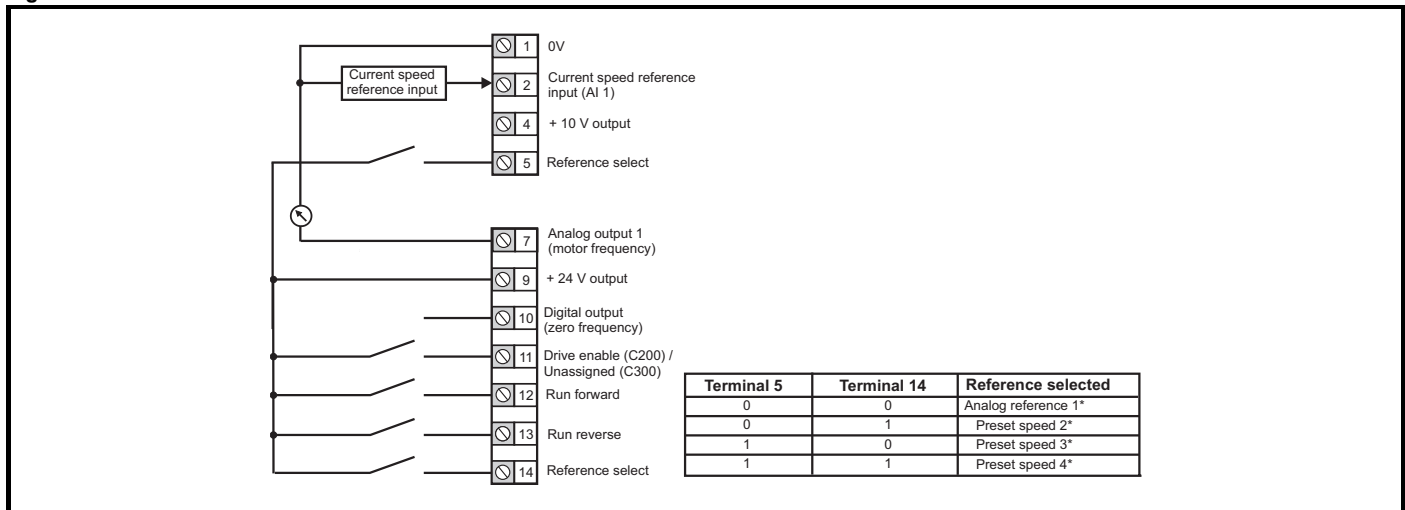 1 0V
Current speed
reference input
2 Current speed reference
input (AI 1)
4 + 10 V output
5 Reference select
7 Analog output 1
(motor frequency)
9 + 24 V output
10 Digital output
(zero frequency)
11 Drive enable (C200) /
Unassigned (C300)
12 Run forward
13 Run reverse
14 Reference select
Terminal 5 Terminal 14 Reference selected
0 0 Analog reference 1*
0 1 Preset speed 2*
1 0 Preset speed 3*
1 1 Preset speed 4*